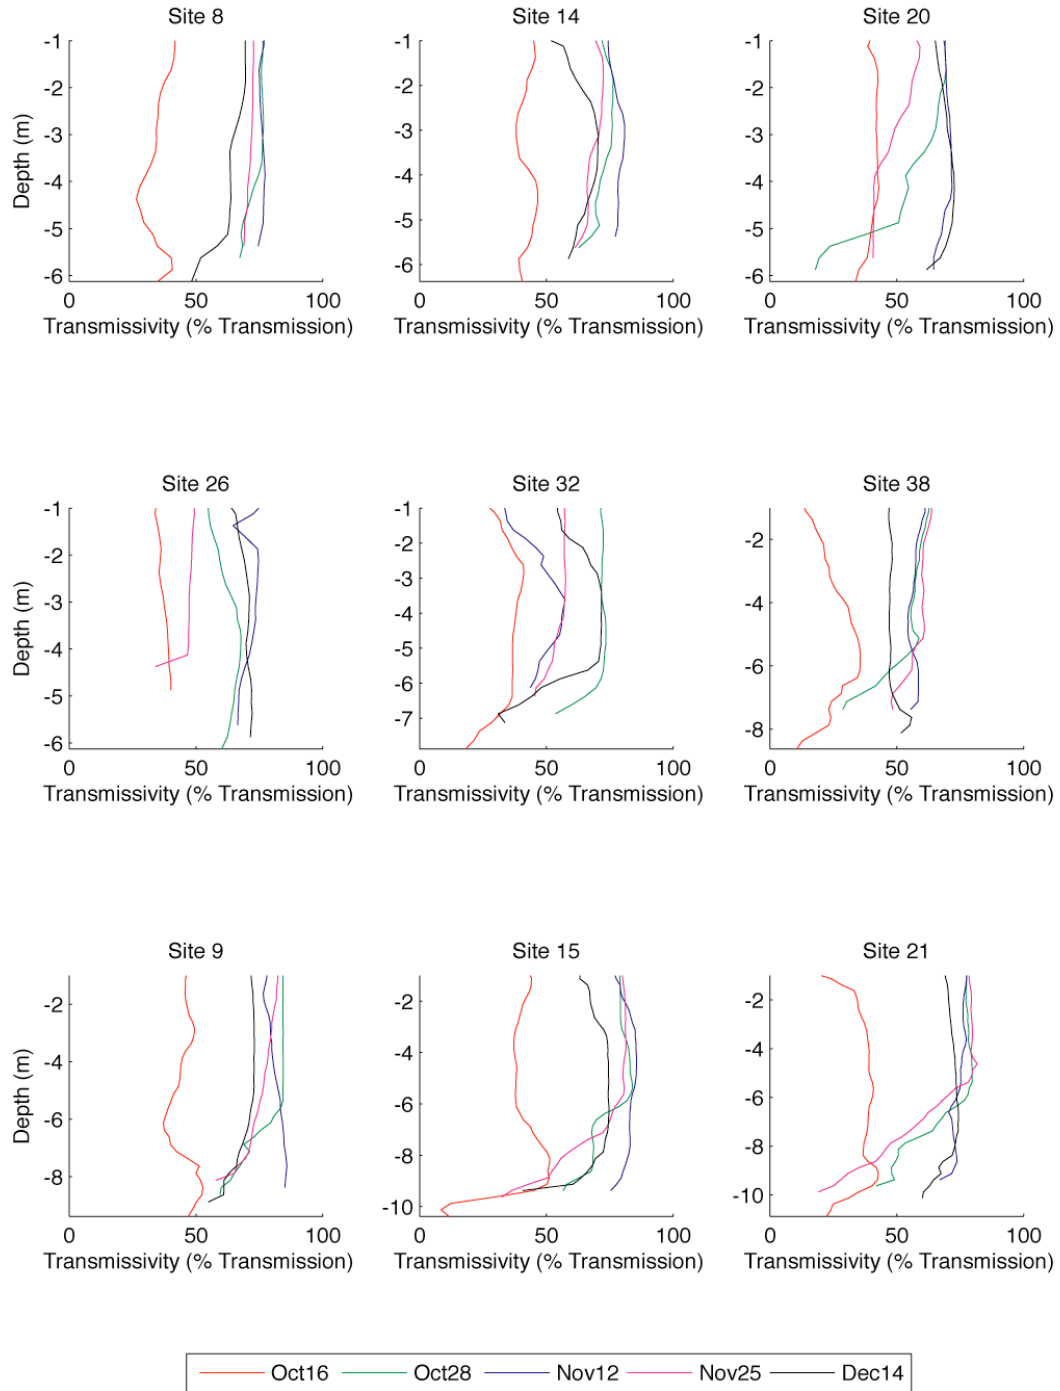 Site 8 Site 14 Site 20
-1 -1 -1
-2 -2 -2
-3 -3 -3
Depth (m)
-4 -4 -4
-5 -5 -5
-6 -6 -6
0 50 100 0 50 100 0 50 100
Transmissivity (% Transmission) Transmissivity (% Transmission) Transmissivity (% Transmission)
Site 26 Site 32 Site 38
-1 -1
-2 -2 -2
-3 -3 -4
Depth (m)
-4 -4
-5 -5 -6
-6 -6
-7 -8
0 50 100 0 50 100 0 50 100
Transmissivity (% Transmission) Transmissivity (% Transmission) Transmissivity (% Transmission)
Site 9 Site 15 Site 21
-2 -2 -2
-4 -4 -4
Depth (m)
-6 -6 -6
-8 -8 -8
-10 -10
0 50 100 0 50 100 0 50 100
Transmissivity (% Transmission) Transmissivity (% Transmission) Transmissivity (% Transmission)
Oct16 Oct28 Nov12 Nov25 Dec14